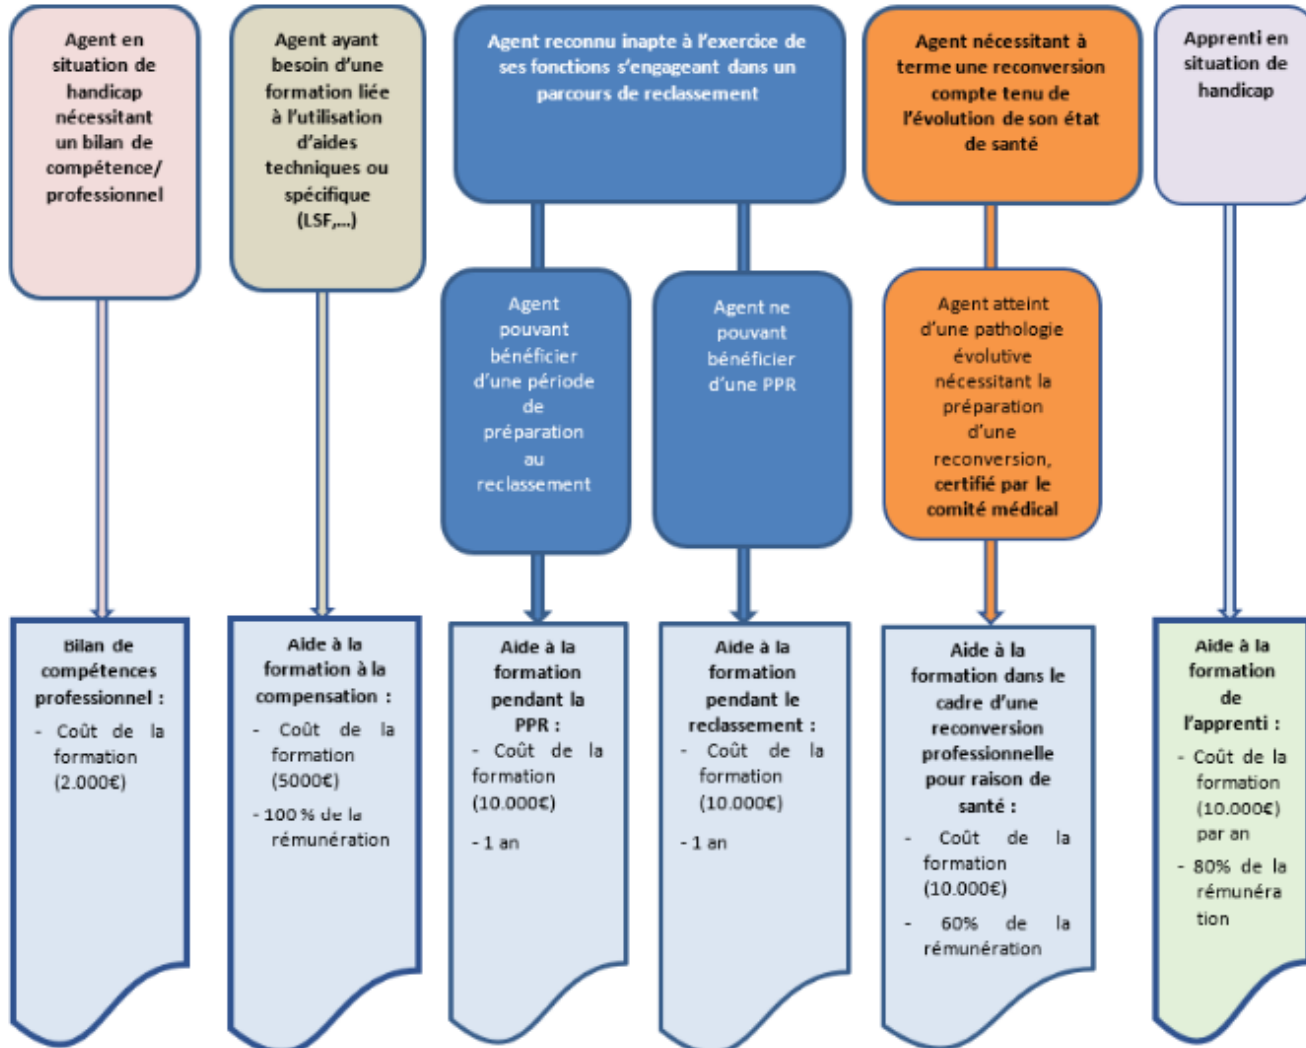 Agent en
situation de
handicap
nécessitant
un bilan de
compétence/
professionnel
Agent ayant
besoin d'une
formation liée
à l'utilisation
d'aides
techniques ou
spécifique
(LSF,...)
Agent reconnu inapte à l'exercice de
ses fonctions s'engageant dans un
parcours de reclassement
Agent nécessitant à
terme une reconversion
compte tenu de
l'évolution de son état
de santé
Apprenti en
situation de
handicap
Agent
pouvant
bénéficier
d'une période
de
préparation
au
reclassement
Agent ne
pouvant
bénéficier
d'une PPR
Agent atteint
d'une pathologie
évolutive
nécessitant la
préparation
d'une
reconversion,
certifié par le
comité médical
Bilan de
compétences
professionnel :
- Coût de la
formation
(2.000€)
Aide à la
formation à la
compensation :
- Coût de la
formation
(5000€)
- 100 % de la
rémunération
Aide à la
formation
pendant la
PPR :
- Coût de la
formation
(10.000€)
- 1 an
Aide à la
formation
pendant le
reclassement :
- Coût de la
formation
(10.000€)
- 1 an
Aide à la
formation dans le
cadre d'une
reconversion
professionnelle
pour raison de
santé :
- Coût de la
formation
(10.000€)
- 60% de la
rémunération
Aide à la
formation
de
l'apprenti :
- Coût de la
formation
(10.000€)
par an
- 80% de la
rémunéra
tion